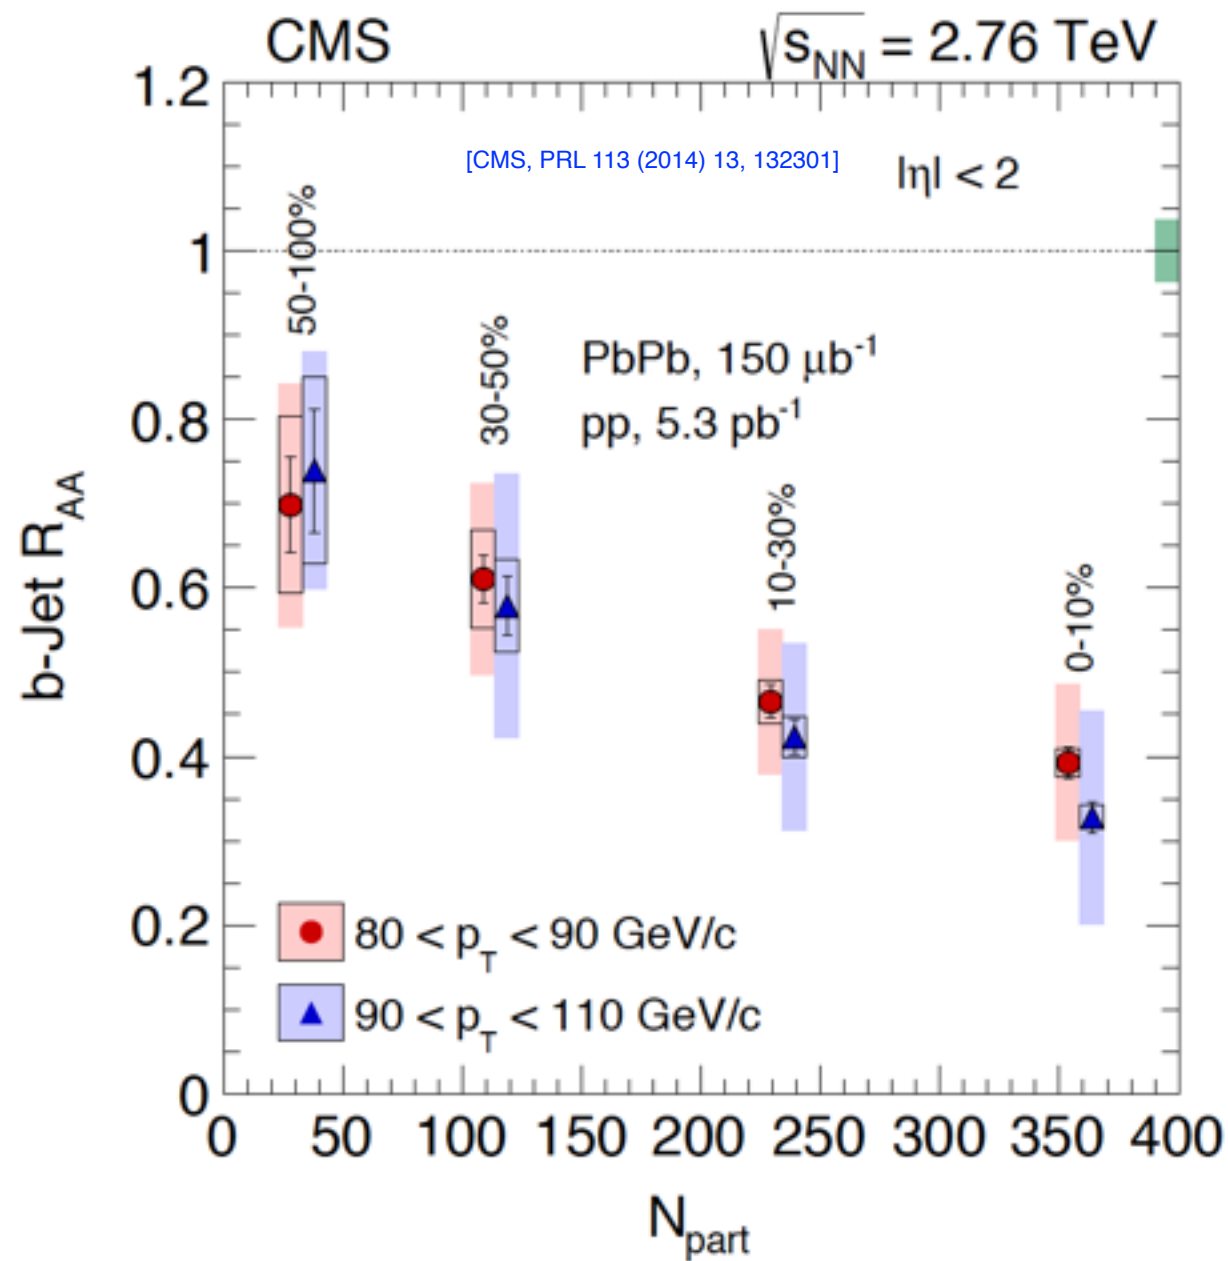 CMS
√sNN = 2.76 TeV
1.2
[CMS, PRL 113 (2014) 13, 132301]
|η| < 2
50-100%
1
30-50%
PbPb, 150 μb-1
0.8
pp, 5.3 pb-1
10-30%
0.6
0-10%
b-Jet RAA
0.4
0.2
80 < pT < 90 GeV/c
90 < pT < 110 GeV/c
0
0 50 100 150 200 250 300 350 400
Npart